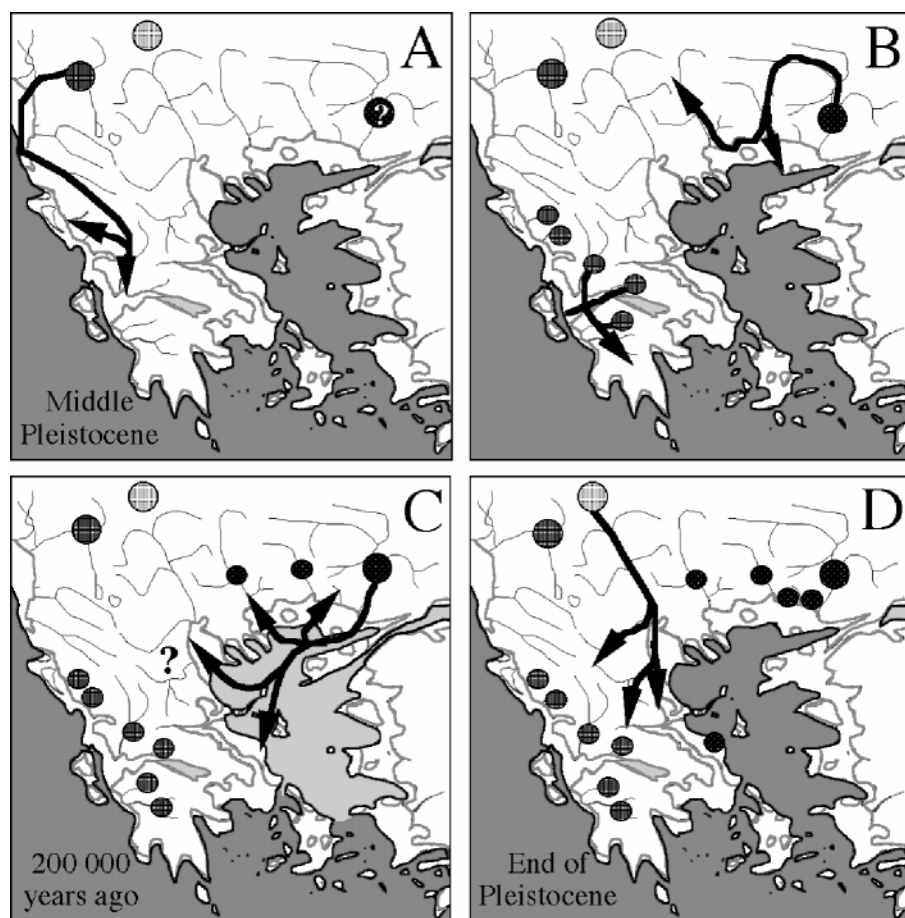 A
?
Middle
Pleistocene
B
C
?
200 000
years ago
D
End of
Pleistocene